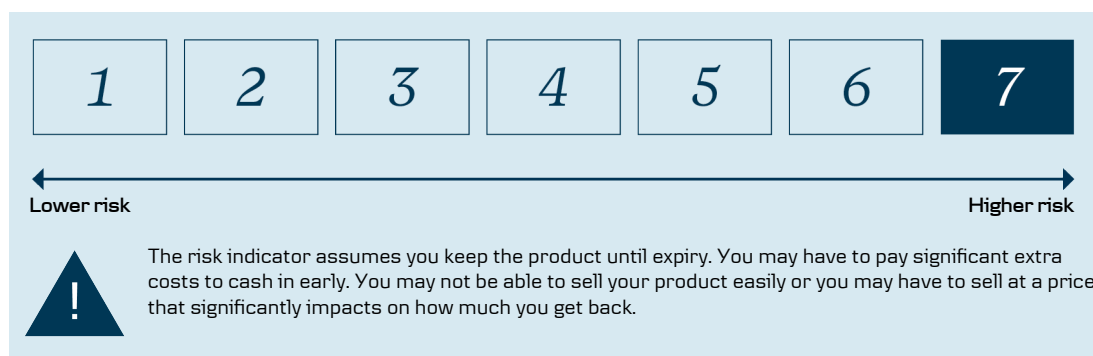 1 2 3 4 5 6 7
Lower risk Higher risk
The risk indicator assumes you keep the product until expiry. You may have to pay significant extra
costs to cash in early. You may not be able to sell your product easily or you may have to sell at a price
that significantly impacts on how much you get back.
!